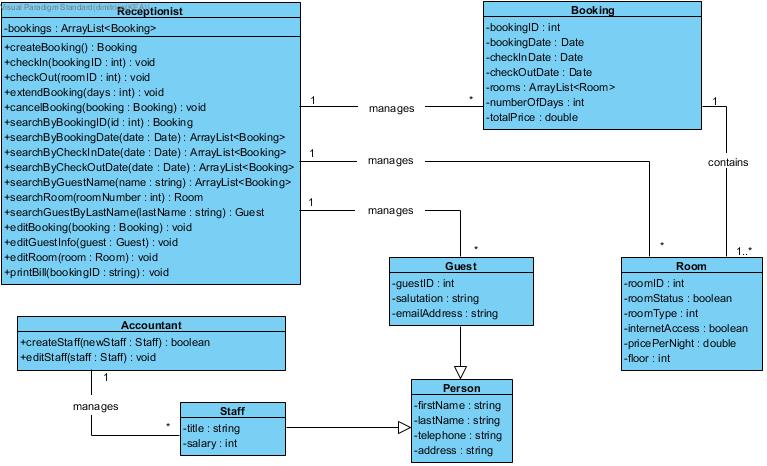 Visual Paradigm Standard
Receptionist
-bookings : ArrayList<Booking>
+createBooking() : Booking
+checkIn(bookingID : int) : void
+checkOut(roomID : int) : void
+extendBooking(days : int) : void
+cancelBooking(booking : Booking) : void
+searchByBookingID(id : int) : Booking
+searchByBookingDate(date : Date) : ArrayList<Booking>
+searchByCheckInDate(date : Date) : ArrayList<Booking>
+searchByCheckOutDate(date : Date) : ArrayList<Booking>
+searchByGuestName(name : string) : ArrayList<Booking>
+searchRoom(roomNumber : int) : Room
+searchGuestByLastName(lastName : string) : Guest
+editBooking(booking : Booking) : void
+editGuestInfo(guest : Guest) : void
+editRoom(room : Room) : void
+printBill(bookingID : string) : void
Booking
-bookingID : int
-bookingDate : Date
-checkInDate : Date
-checkOutDate : Date
-rooms : ArrayList<Room>
-numberOfDays : int
-totalPrice : double
1
manages
*
1
manages
*
1
manages
*
1
contains
1..*
Guest
-guestID : int
-salutation : string
-emailAddress : string
Room
-roomID : int
-roomStatus : boolean
-roomType : int
-internetAccess : boolean
-pricePerNight : double
-floor : int
Accountant
+createStaff(newStaff : Staff) : boolean
+editStaff(staff : Staff) : void
1
manages
*
Staff
-title : string
-salary : int
Person
-firstName : string
-lastName : string
-telephone : string
-address : string